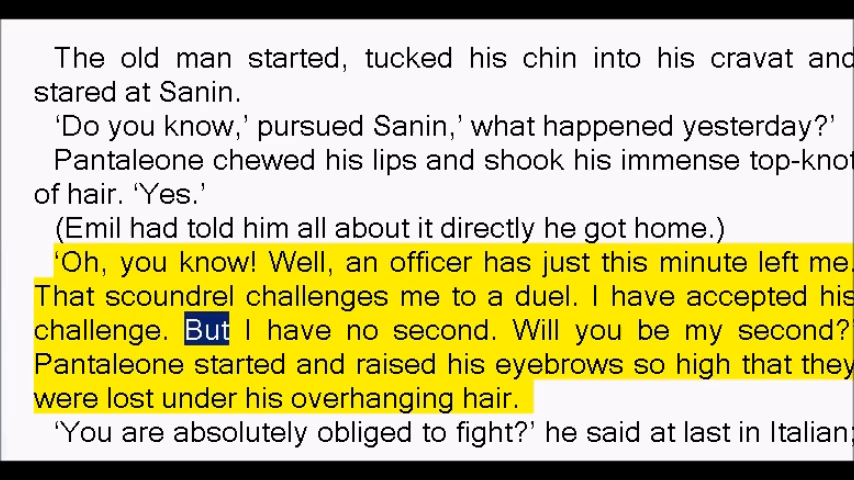 The old man started, tucked his chin into his cravat and
stared at Sanin.
‘Do you know,’ pursued Sanin,’ what happened yesterday?’
Pantaleone chewed his lips and shook his immense top-knot
of hair. ‘Yes.’
(Emil had told him all about it directly he got home.)
‘Oh, you know! Well, an officer has just this minute left me.
That scoundrel challenges me to a duel. I have accepted his
challenge. But I have no second. Will you be my second?’
Pantaleone started and raised his eyebrows so high that they
were lost under his overhanging hair.
‘You are absolutely obliged to fight?’ he said at last in Italian;